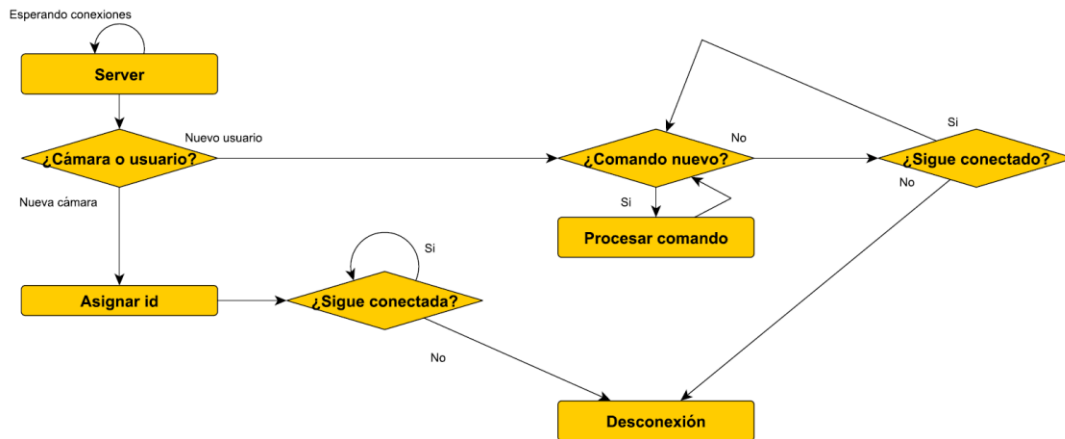 Esperando conexiones
Server
¿Cámara o usuario?
Nuevo usuario
¿Comando nuevo?
No
Si
¿Sigue conectado?
No
Nueva cámara
Si
Procesar comando
Si
Asignar id
¿Sigue conectada?
No
Desconexión